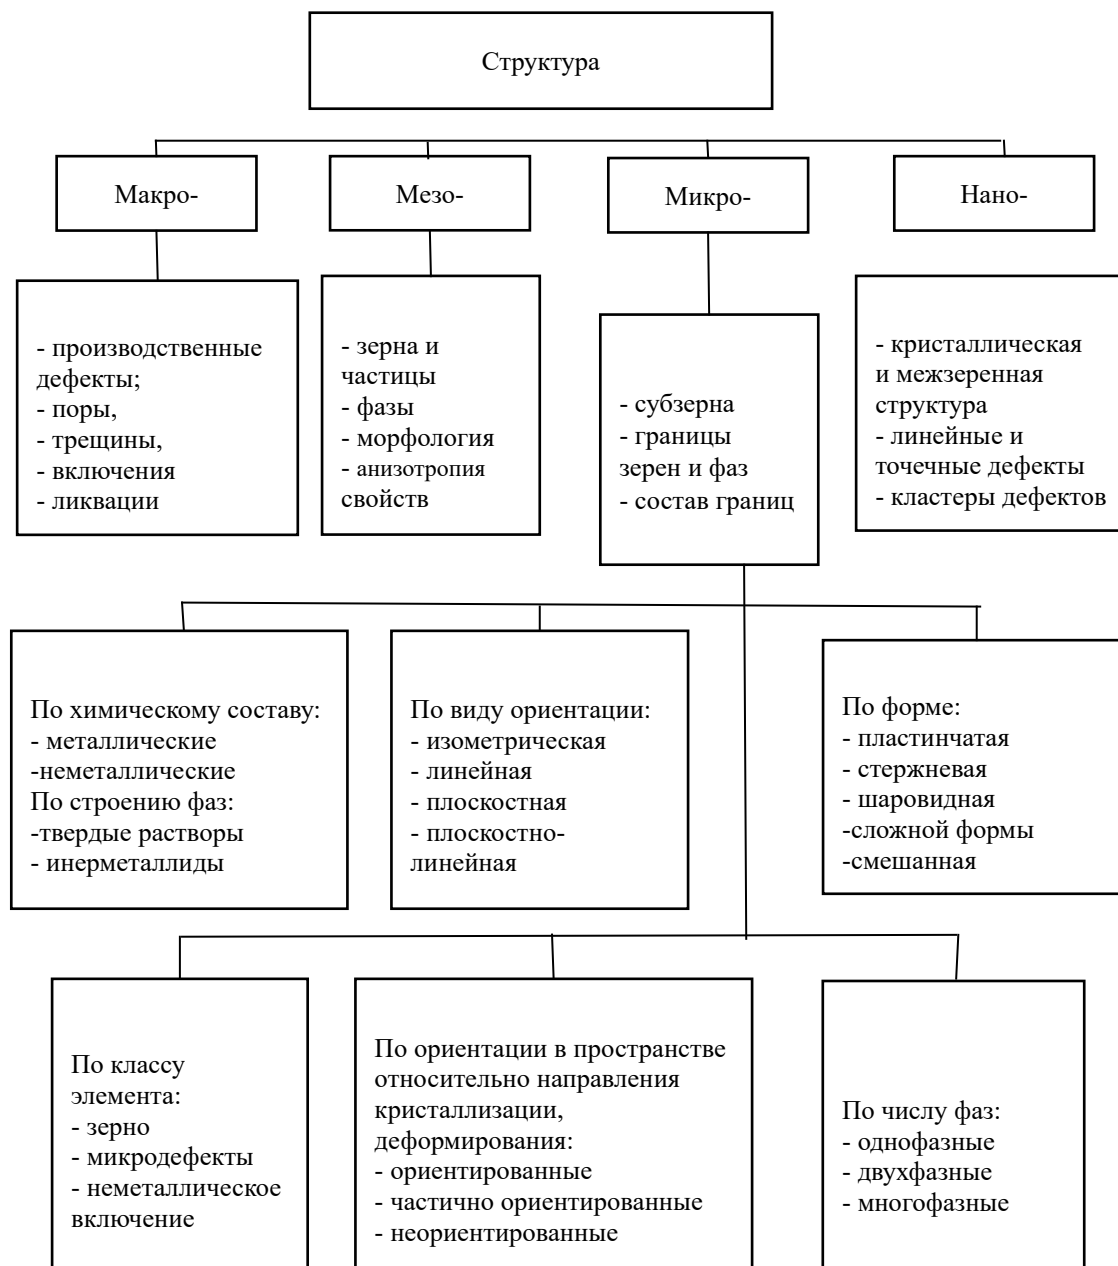 Структура
Макро-
Мезо-
Микро-
Нано-
- производственные
дефекты;
- поры,
- трещины,
- включения
- ликвации
- зерна и
частицы
- фазы
- морфология
- анизотропия
свойств
- субзерна
- границы
зерен и фаз
- состав границ
- кристаллическая
и межзеренная
структура
- линейные и
точечные дефекты
- кластеры дефектов
По химическому составу:
- металлические
-неметаллические
По строению фаз:
-твердые растворы
- инерметаллиды
По виду ориентации:
- изометрическая
- линейная
- плоскостная
- плоскостно-
линейная
По форме:
- пластинчатая
- стержневая
- шаровидная
-сложной формы
-смешанная
По классу
элемента:
- зерно
- микродефекты
- неметаллическое
включение
По ориентации в пространстве
относительно направления
кристаллизации,
деформирования:
- ориентированные
- частично ориентированные
- неориентированные
По числу фаз:
- однофазные
- двухфазные
- многофазные